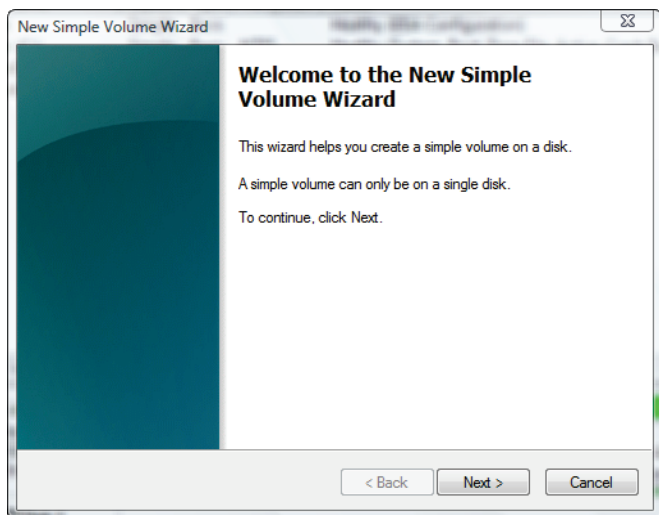 New Simple Volume Wizard
Welcome to the New Simple
Volume Wizard
This wizard helps you create a simple volume on a disk.
A simple volume can only be on a single disk.
To continue, click Next.
< Back
Next >
Cancel